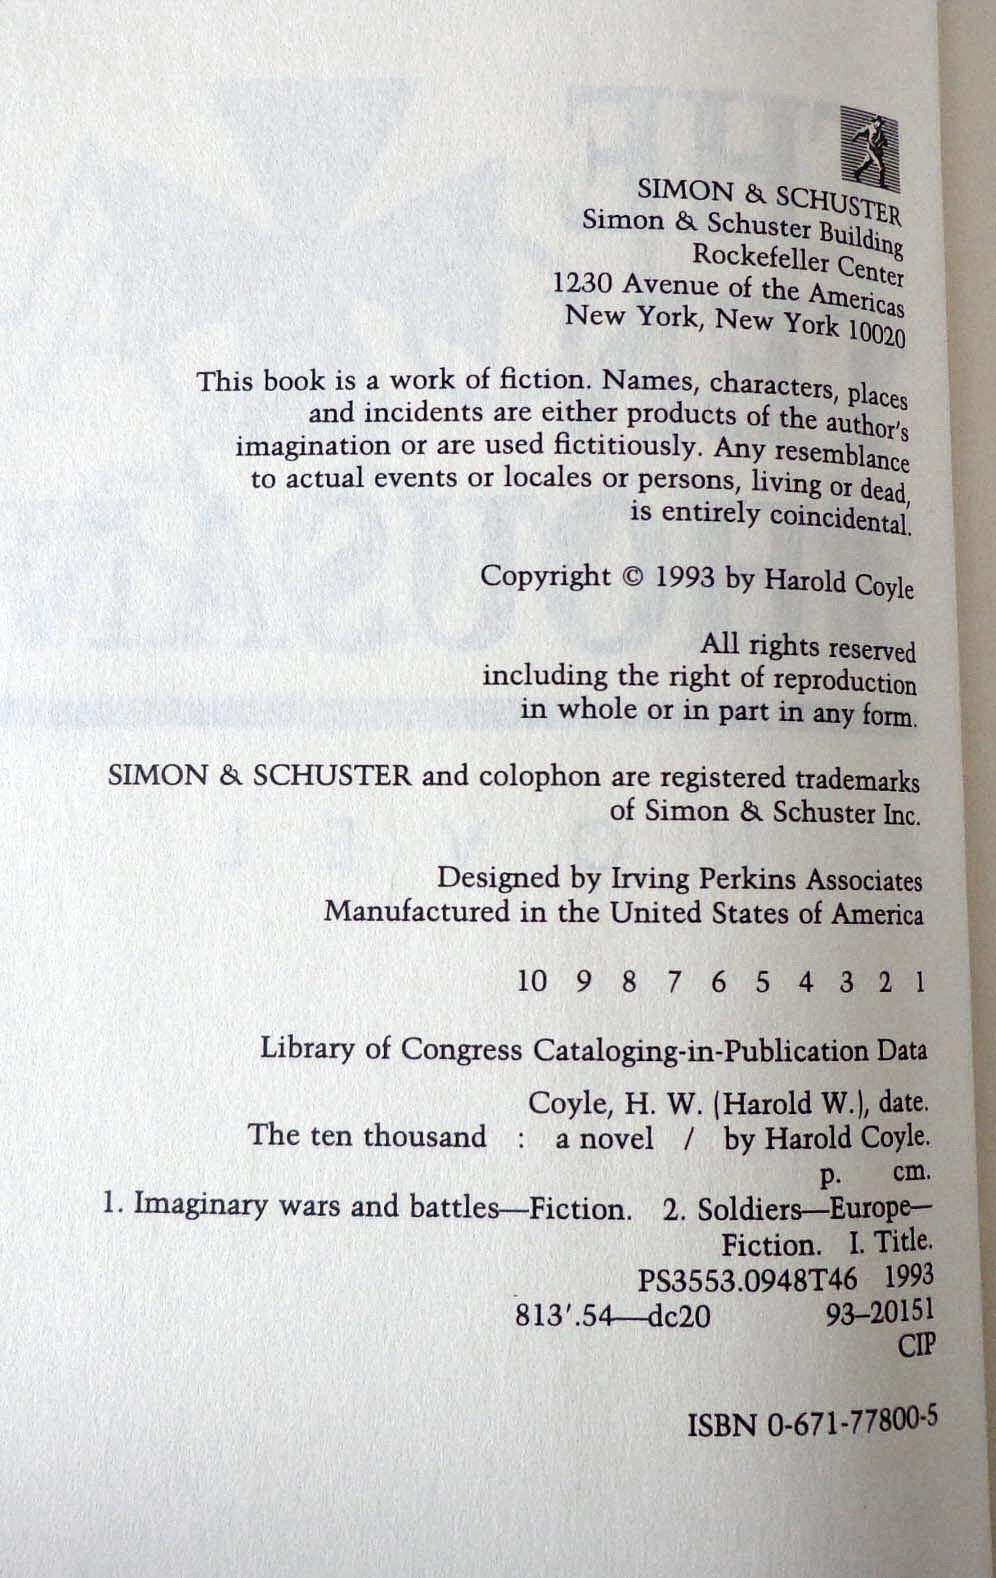 SIMON & SCHUSTER
Simon & Schuster Building
Rockefeller Center
1230 Avenue of the Americas
New York, New York 10020
This book is a work of fiction. Names, characters, places
and incidents are either products of the author's
imagination or are used fictitiously. Any resemblance
to actual events or locales or persons, living or dead,
is entirely coincidental.
Copyright © 1993 by Harold Coyle
All rights reserved
including the right of reproduction
in whole or in part in any form.
SIMON & SCHUSTER and colophon are registered trademarks
of Simon & Schuster Inc.
Designed by Irving Perkins Associates
Manufactured in the United States of America
10 9 8 7 6 5 4 3 2 1
Library of Congress Cataloging-in-Publication Data
Coyle, H. W. (Harold W.), date.
The ten thousand : a novel / by Harold Coyle.
p. cm.
1. Imaginary wars and battles—Fiction. 2. Soldiers—Europe—
Fiction. I. Title.
PS3553.0948T46 1993
813'.54—dc20 93–20151
CIP
ISBN 0-671-77800-5